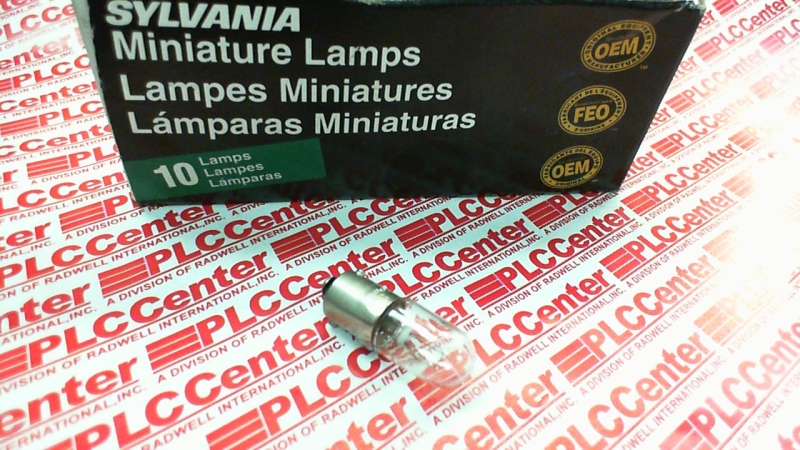 SYLVANIA
Miniature Lamps
Lampes Miniatures
Lámparas Miniaturas
10 Lamps
Lampes
Lámparas
OEM
FEO
OEM
PLCCenter
A DIVISION OF RADWELL INTERNATIONAL, INC.